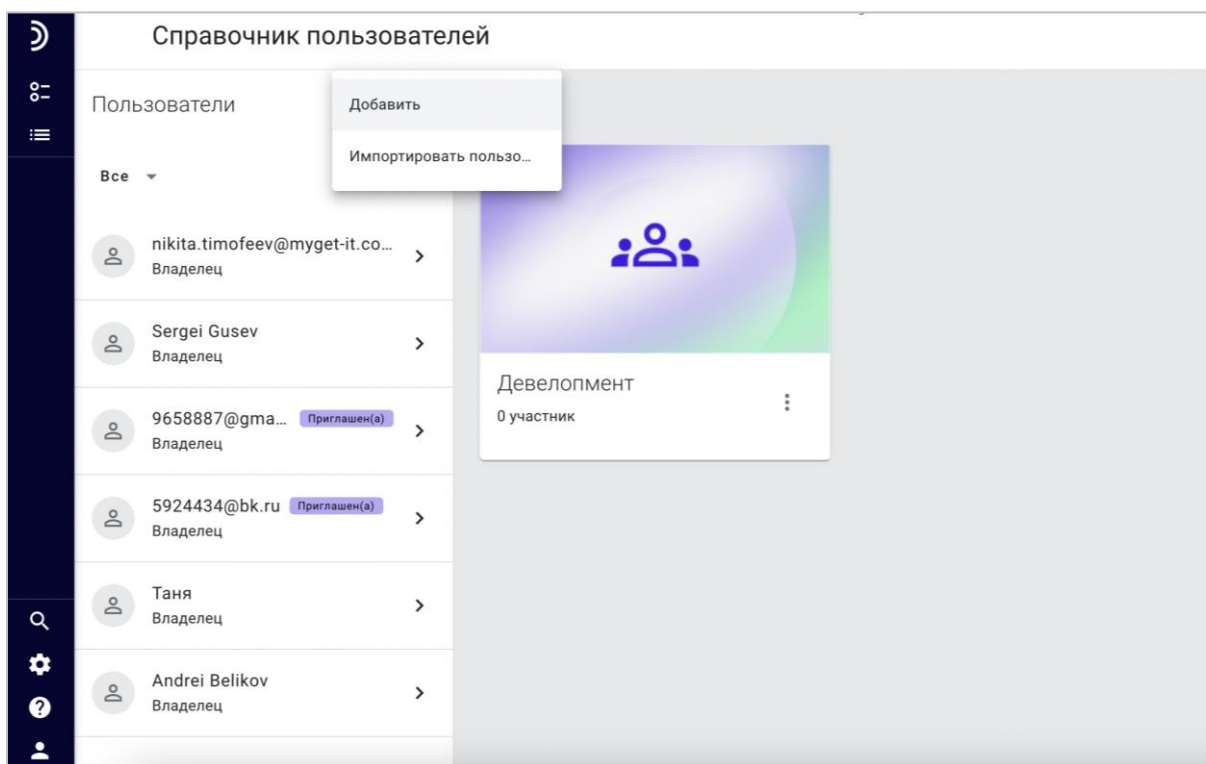 Справочник пользователей
Пользователи
Добавить
Импортировать пользо...
Все
nikita.timofeev@myget-it.co...
Владелец
Sergei Gusev
Владелец
9658887@gma... Приглашен(а)
Владелец
5924434@bk.ru Приглашен(а)
Владелец
Таня
Владелец
Andrei Belikov
Владелец
Девелопмент
0 участник